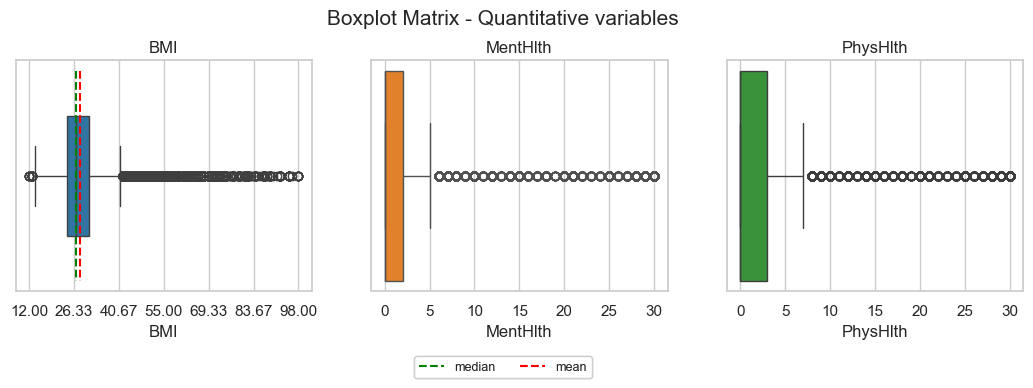 Boxplot Matrix - Quantitative variables
BMI
MentHlth
PhysHlth
12.00 26.33 40.67 55.00 69.33 83.67 98.00
0 5 10 15 20 25 30
0 5 10 15 20 25 30
BMI
MentHlth
PhysHlth
median mean